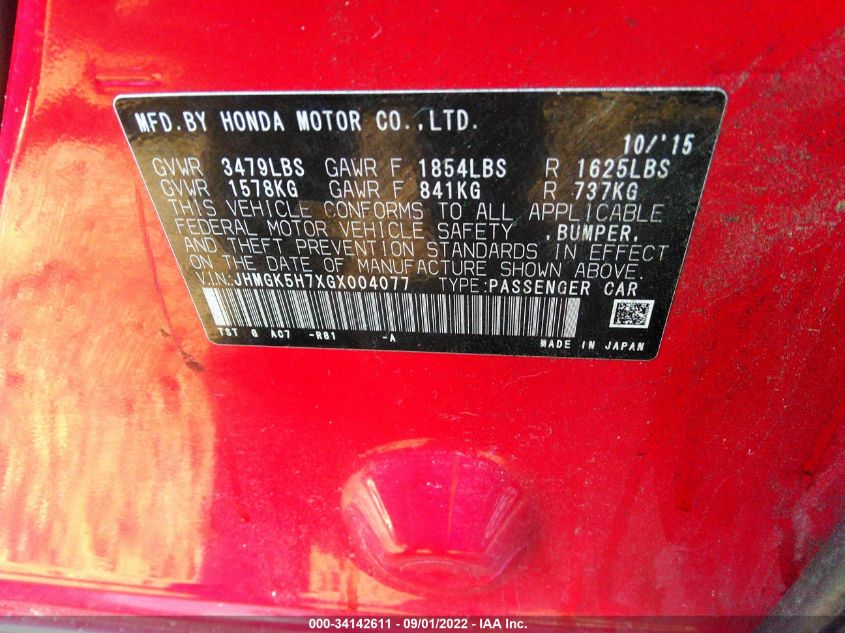 MFD.BY HONDA MOTOR CO.,LTD.
10/'15
GVWR 3479LBS GAWR F 1854LBS R 1625LBS
GVWR 1578KG GAWR F 841KG R 737KG
THIS VEHICLE CONFORMS TO ALL APPLICABLE
FEDERAL MOTOR VEHICLE SAFETY ,BUMPER,
AND THEFT PREVENTION STANDARDS IN EFFECT
ON THE DATE OF MANUFACTURE SHOWN ABOVE.
VIN:JHMGK5H7XGX004077 TYPE:PASSENGER CAR
TST G AC7 -R81 -A
MADE IN JAPAN
000-34142611 - 09/01/2022 - IAA Inc.